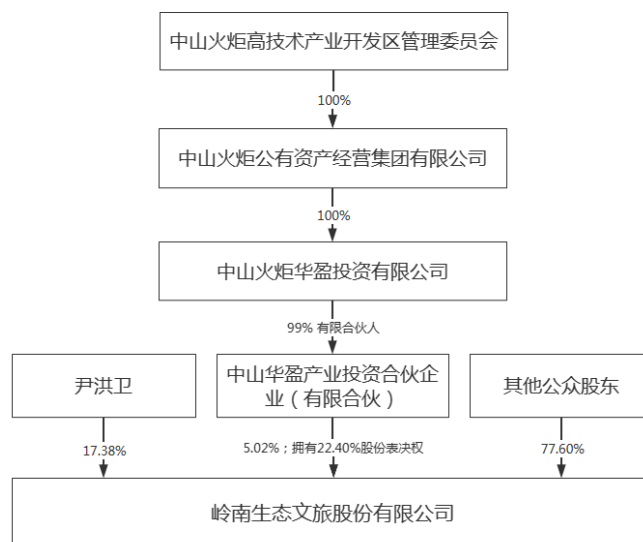 中山火炬高技术产业开发区管理委员会
100%
中山火炬公有资产经营集团有限公司
100%
中山火炬华盈投资有限公司
99% 有限合伙人
尹洪卫
中山华盈产业投资合伙企
业（有限合伙）
其他公众股东
17.38%
5.02%；拥有22.40%股份表决权
77.60%
岭南生态文旅股份有限公司